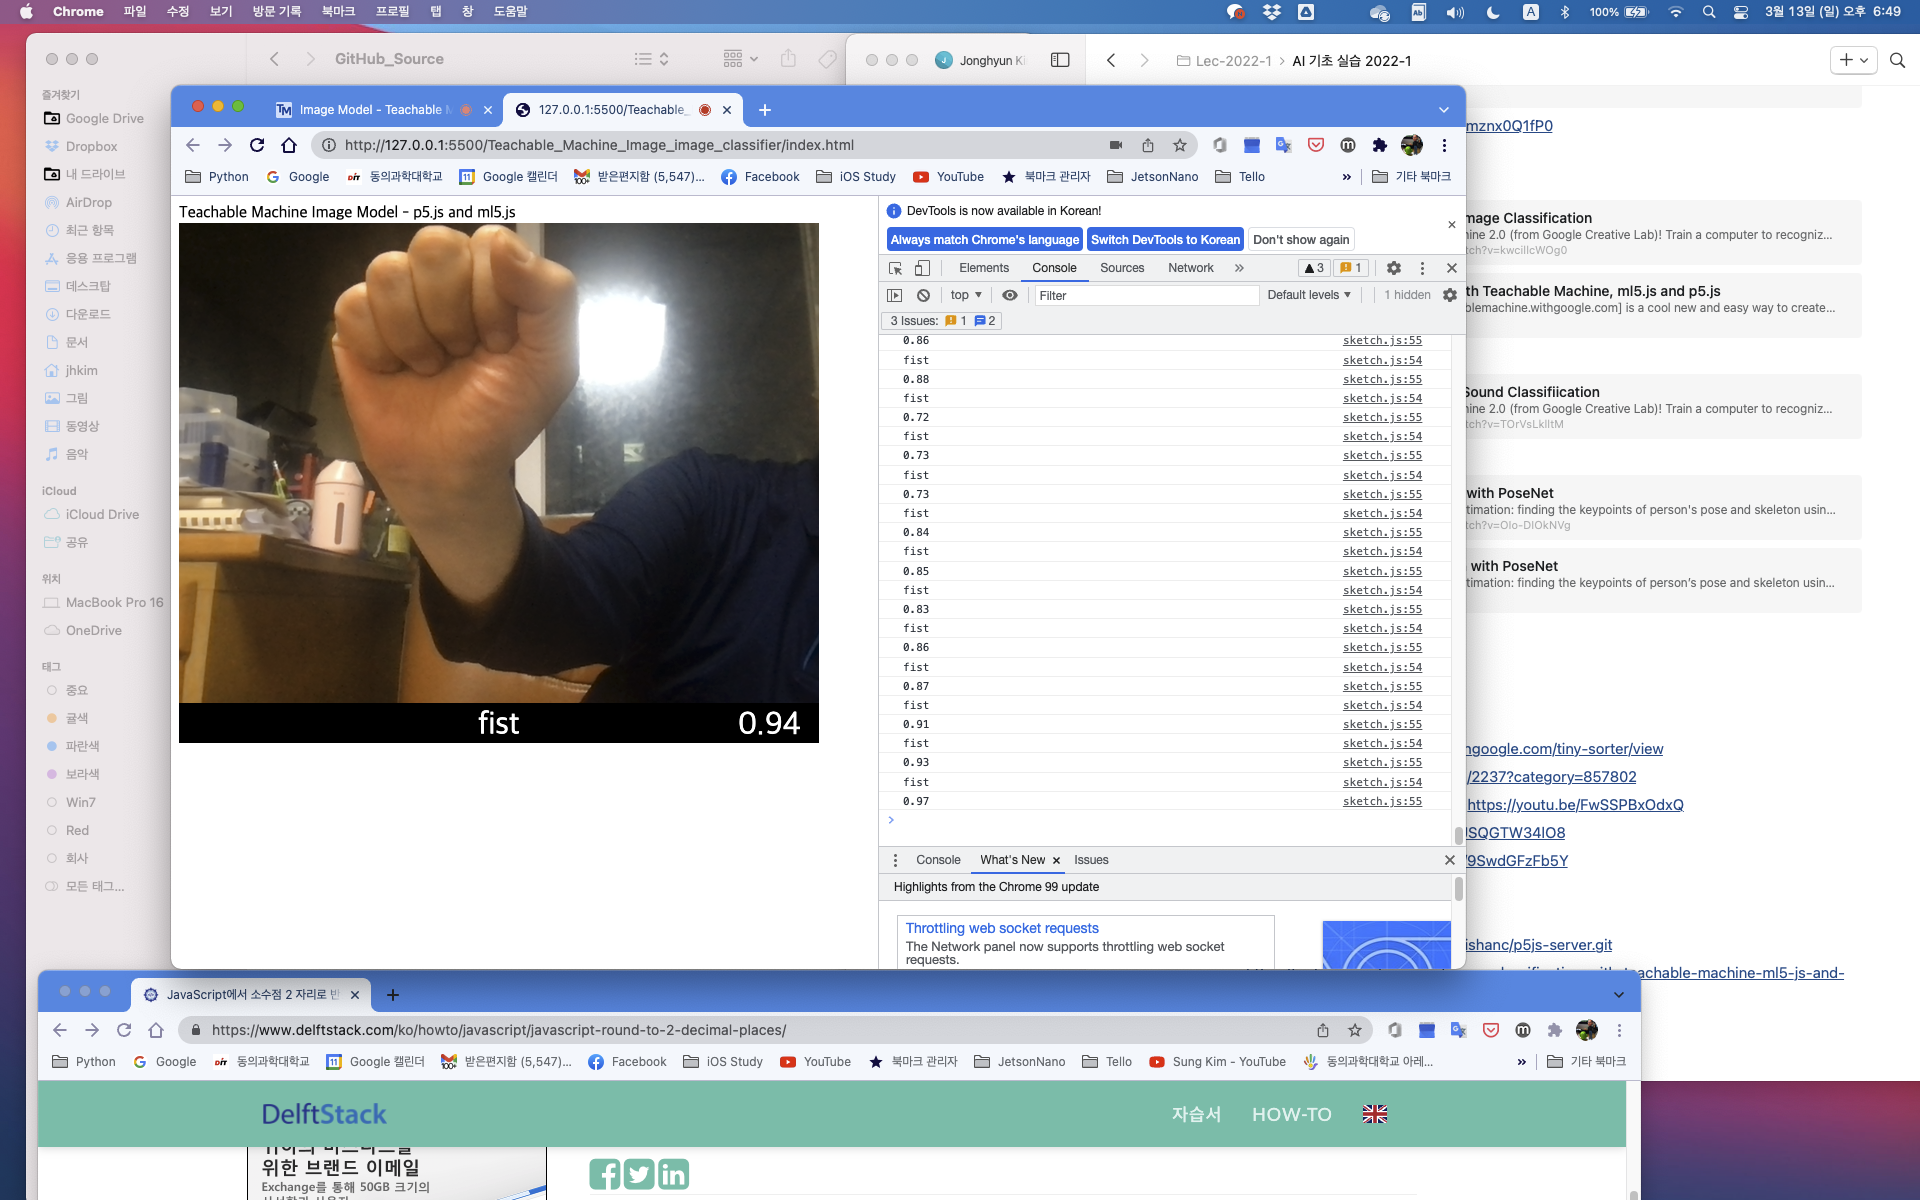 Chrome 파일 수정 보기 방문 기록 북마크 프로필 탭 창 도움말
100% 3월 13일 (일) 오후 6:49
GitHub_Source
즐겨찾기
Google Drive
Dropbox
내 드라이브
AirDrop
최근 항목
응용 프로그램
데스크탑
다운로드
문서
jhkim
그림
동영상
음악
iCloud
iCloud Drive
공유
위치
MacBook Pro 16
OneDrive
태그
중요
귤색
파란색
보라색
Win7
Red
회사
모든 태그...
Jonghyun
Lec-2022-1 > AI 기초 실습 2022-1
mznx0Q1fP0
mage Classification
ine 2.0 (from Google Creative Lab)! Train a computer to recogniz...
th Teachable Machine, ml5.js and p5.js
blemachine.withgoogle.com] is a cool new and easy way to create...
Sound Classifiication
ine 2.0 (from Google Creative Lab)! Train a computer to recogniz...
with PoseNet
timation: finding the keypoints of person's pose and skeleton usin...
with PoseNet
timation: finding the keypoints of person's pose and skeleton usin...
google.com/tiny-sorter/view
/2237?category=857802
https://youtu.be/FwSSPBxOdxQ
9SwdGFzFb5Y
ishanc/p5js-server.git
teachable-machine-ml5-js-and-
Image Model - Teachable
127.0.0.1:5500/Teachable_
http://127.0.0.1:5500/Teachable_Machine_Image_image_classifier/index.html
Python Google 동의과학대학교 Google 캘린더 받은편지함 (5,547)... Facebook iOS Study YouTube 북마크 관리자 JetsonNano Tello » 기타 북마크
Teachable Machine Image Model - p5.js and ml5.js
fist 0.94
DevTools is now available in Korean!
Always match Chrome's language Switch DevTools to Korean Don't show again
Elements Console Sources Network » 3 1
top Filter Default levels 1 hidden
3 Issues: 1 2
0.86 sketch.js:55
fist sketch.js:54
0.88 sketch.js:55
fist sketch.js:54
0.72 sketch.js:55
fist sketch.js:54
0.73 sketch.js:55
fist sketch.js:54
0.73 sketch.js:55
fist sketch.js:54
0.84 sketch.js:55
fist sketch.js:54
0.85 sketch.js:55
fist sketch.js:54
0.83 sketch.js:55
fist sketch.js:54
0.86 sketch.js:55
fist sketch.js:54
0.87 sketch.js:55
fist sketch.js:54
0.91 sketch.js:55
fist sketch.js:54
0.93 sketch.js:55
fist sketch.js:54
0.97 sketch.js:55
Console What's New Issues
Highlights from the Chrome 99 update
Throttling web socket requests
The Network panel now supports throttling web socket
requests.
JavaScript에서 소수점 2 자리로 반
https://www.delftstack.com/ko/howto/javascript/javascript-round-to-2-decimal-places/
Python Google 동의과학대학교 Google 캘린더 받은편지함 (5,547)... Facebook iOS Study YouTube 북마크 관리자 JetsonNano Tello Sung Kim - YouTube 동의과학대학교 아레... » 기타 북마크
DelftStack 자습서 HOW-TO
위한 브랜드 이메일
Exchange를 통해 50GB 크기의